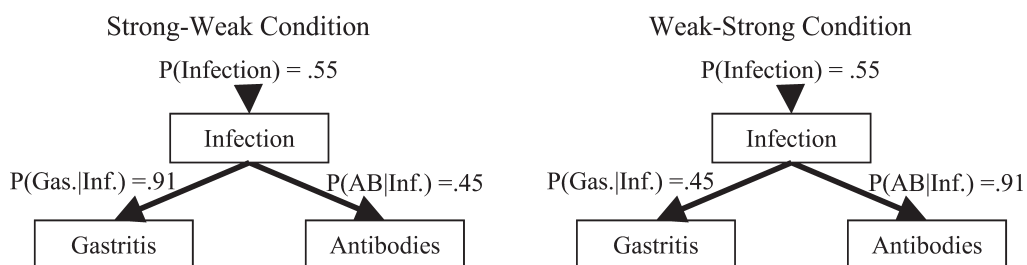 Strong-Weak Condition
P(Infection) = .55
Infection
P(Gas.|Inf.) =.91
P(AB|Inf.) =.45
Gastritis
Antibodies
Weak-Strong Condition
P(Infection) = .55
Infection
P(Gas.|Inf.) =.45
P(AB|Inf.) =.91
Gastritis
Antibodies